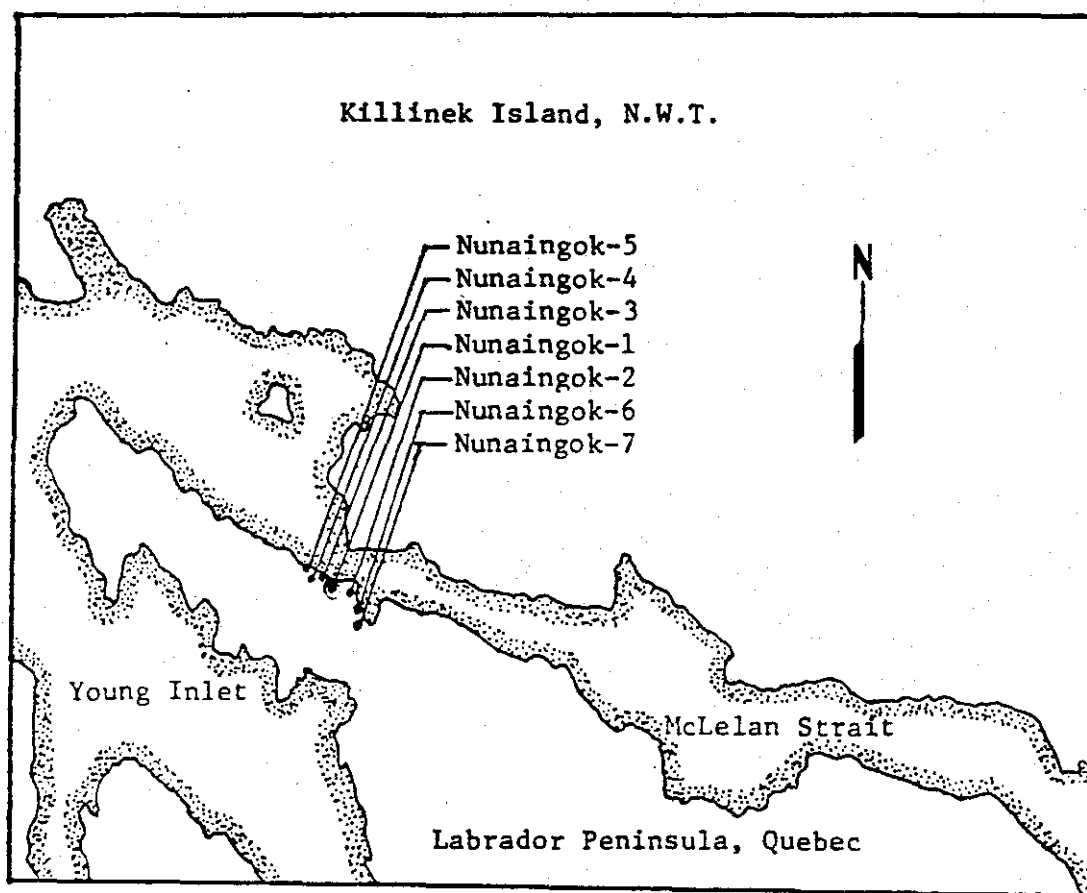 Killinek Island, N.W.T.
Nunaingok-5
Nunaingok-4
N
Nunaingok-3
Nunaingok-1
Nunaingok-2
Nunaingok-6
Nunaingok-7
Young Inlet
McLelan Strait
Labrador Peninsula, Quebec